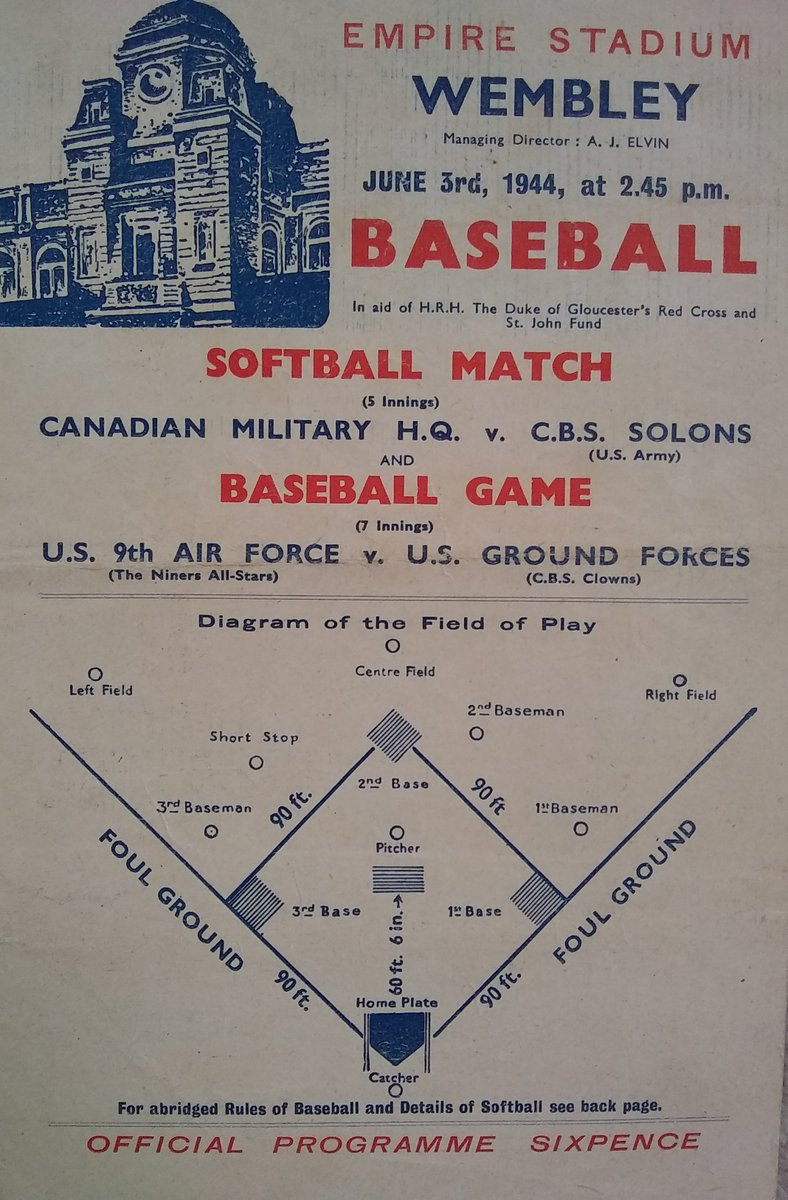 EMPIRE STADIUM
WEMBLEY
Managing Director : A. J. ELVIN
JUNE 3rd, 1944, at 2.45 p.m.
BASEBALL
In aid of H.R.H. The Duke of Gloucester's Red Cross and
St. John Fund
SOFTBALL MATCH
(5 Innings)
CANADIAN MILITARY H.Q. v. C.B.S. SOLONS
(U.S. Army)
AND
BASEBALL GAME
(7 Innings)
U.S. 9th AIR FORCE v. U.S. GROUND FORCES
(The Niners All-Stars) (C.B.S. Clowns)
Diagram of the Field of Play
Centre Field
Left Field
Right Field
2nd Baseman
Short Stop
2nd Base
90 ft.
90 ft
3rd Baseman
1st Baseman
Pitcher
FOUL GROUND
FOUL GROUND
3rd Base
1st Base
60 ft. 6 in.
90 ft.
90 ft.
Home Plate
Catcher
For abridged Rules of Baseball and Details of Softball see back page.
OFFICIAL PROGRAMME SIXPENCE